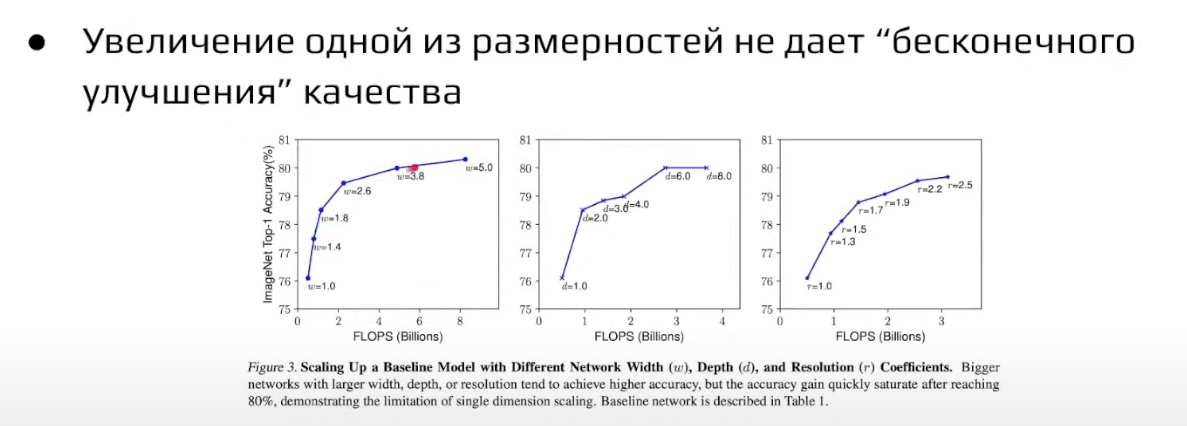 ● Увеличение одной из размерностей не дает “бесконечного
улучшения” качества
ImageNet Top-1 Accuracy(%)
81
80
79
78
77
76
75
w=1.0
w=1.4
w=1.8
w=2.6
w=3.8
w=5.0
0 2 4 6 8
FLOPS (Billions)
81
80
79
78
77
76
75
d=1.0
d=2.0
d=3.0
d=4.0
d=6.0
d=8.0
0 1 2 3 4
FLOPS (Billions)
81
80
79
78
77
76
75
r=1.0
r=1.3
r=1.5
r=1.7
r=1.9
r=2.2
r=2.5
0 1 2 3
FLOPS (Billions)
Figure 3. Scaling Up a Baseline Model with Different Network Width (w), Depth (d), and Resolution (r) Coefficients. Bigger
networks with larger width, depth, or resolution tend to achieve higher accuracy, but the accuracy gain quickly saturate after reaching
80%, demonstrating the limitation of single dimension scaling. Baseline network is described in Table 1.